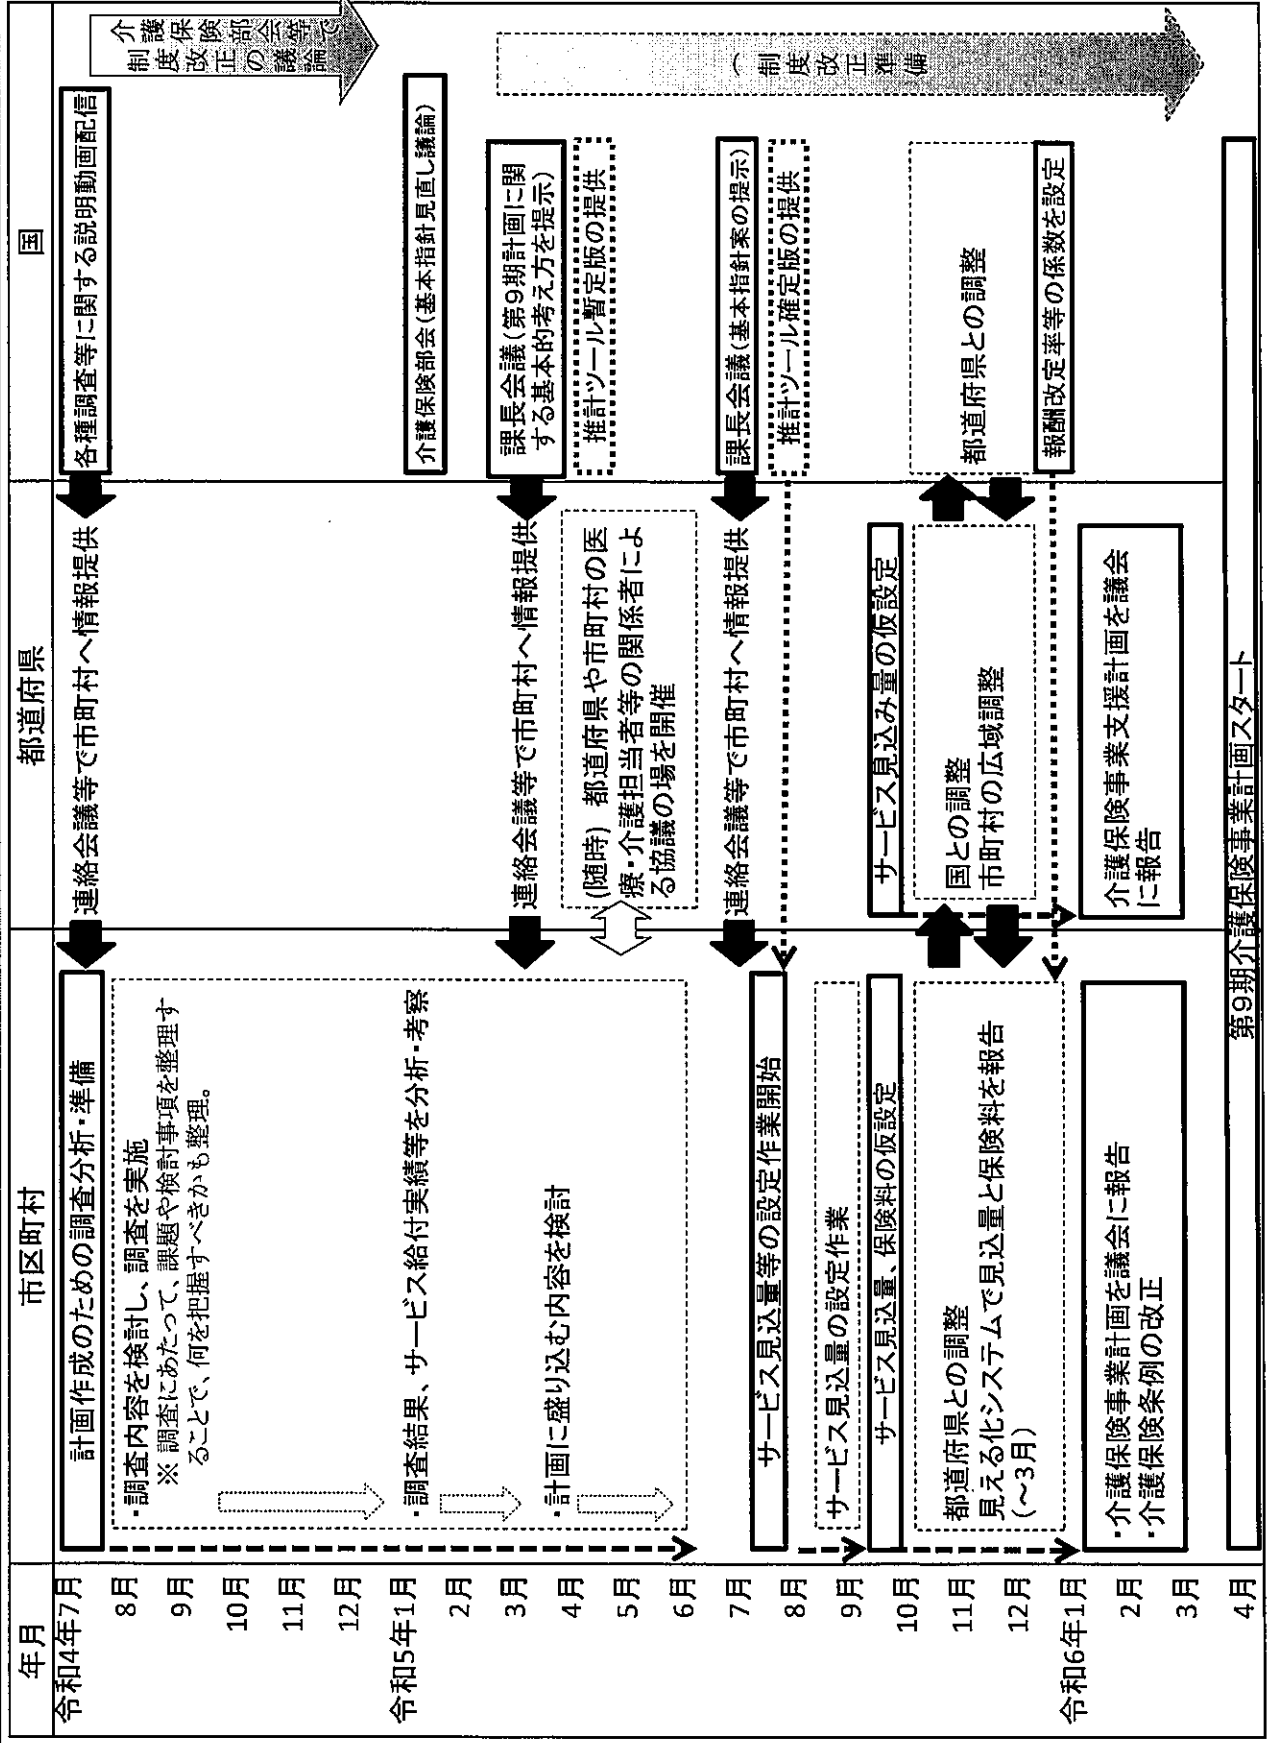 年月
市区町村
都道府県
国
令和4年7月
8月
9月
10月
11月
12月
令和5年1月
2月
3月
4月
5月
6月
7月
8月
9月
10月
11月
12月
令和6年1月
2月
3月
4月
計画作成のための調査分析・準備
・調査内容を検討し、調査を実施
※ 調査にあたって、課題や検討事項を整理す
ることで、何を把握すべきかも整理。
・調査結果、サービス給付実績等を分析・考察
・計画に盛り込む内容を検討
サービス見込量等の設定作業開始
サービス見込量の設定作業
サービス見込量、保険料の仮設定
都道府県との調整
見える化システムで見込量と保険料を報告
(～3月)
・介護保険事業計画を議会に報告
・介護保険条例の改正
連絡会議等で市町村へ情報提供
連絡会議等で市町村へ情報提供
(随時) 都道府県や市町村の医
療・介護担当者等の関係者によ
る協議の場を開催
連絡会議等で市町村へ情報提供
サービス見込み量の仮設定
国との調整
市町村の広域調整
介護保険事業支援計画を議会
に報告
各種調査等に関する説明動画配信
介護保険部会(基本指針見直し議論)
課長会議(第9期計画に関
する基本的考え方を提示)
推計ツール暫定版の提供
課長会議(基本指針案の提示)
推計ツール確定版の提供
都道府県との調整
報酬改定率等の係数を設定
介護保険部会等で
制度改正の議論
(制度改正準備
第9期介護保険事業計画スタート